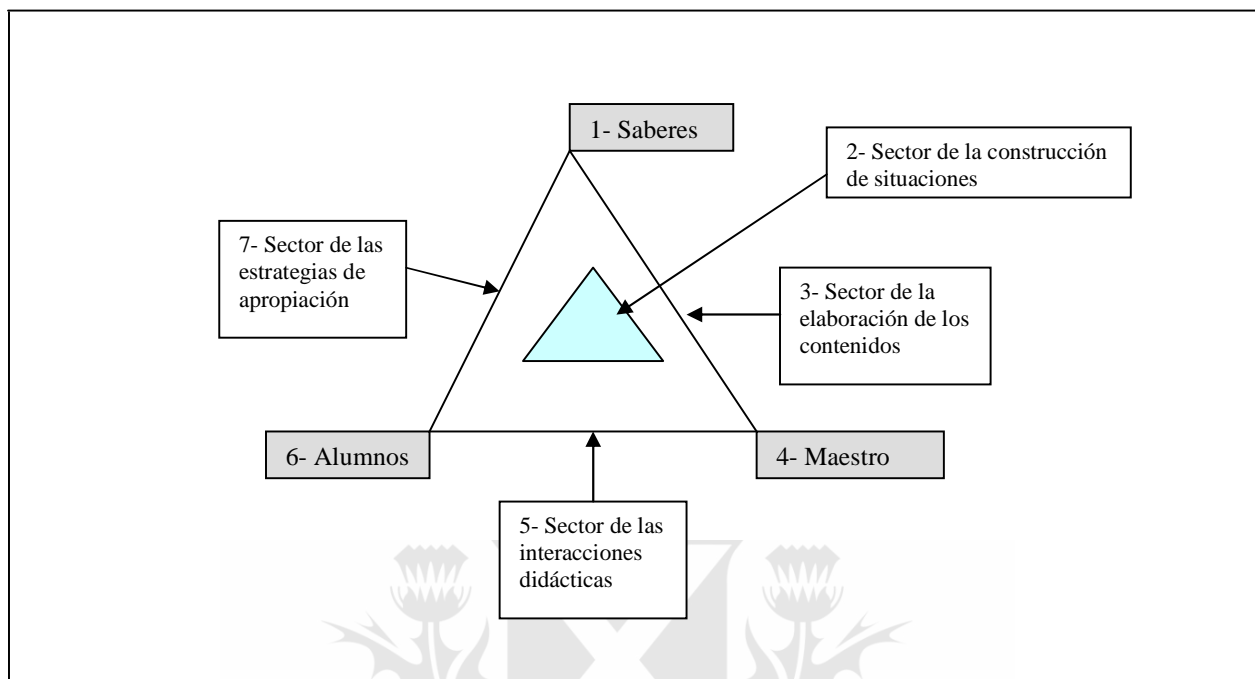 1- Saberes
2- Sector de la construcción
de situaciones
7- Sector de las
estrategias de
apropiación
3- Sector de la
elaboración de los
contenidos
6- Alumnos
4- Maestro
5- Sector de las
interacciones
didácticas